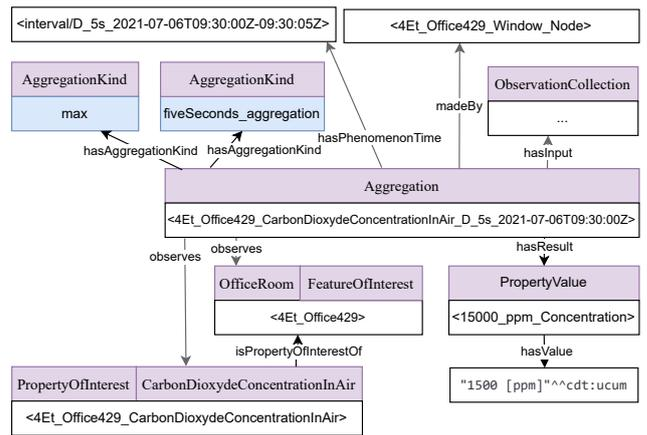 <interval/D_5s_2021-07-06T09:30:00Z-09:30:05Z>
<4Et_Office429_Window_Node>
AggregationKind
AggregationKind
ObservationCollection
max
fiveSeconds_aggregation
madeBy
...
hasPhenomenonTime
hasAggregationKind
hasAggregationKind
hasInput
Aggregation
<4Et_Office429_CarbonDioxydeConcentrationInAir_D_5s_2021-07-06T09:30:00Z>
observes
observes
hasResult
OfficeRoom
FeatureOfInterest
PropertyValue
<4Et_Office429>
<15000_ppm_Concentration>
isPropertyOfInterestOf
hasValue
PropertyOfInterest
CarbonDioxydeConcentrationInAir
"1500 [ppm]"^^cdt:ucum
<4Et_Office429_CarbonDioxydeConcentrationInAir>